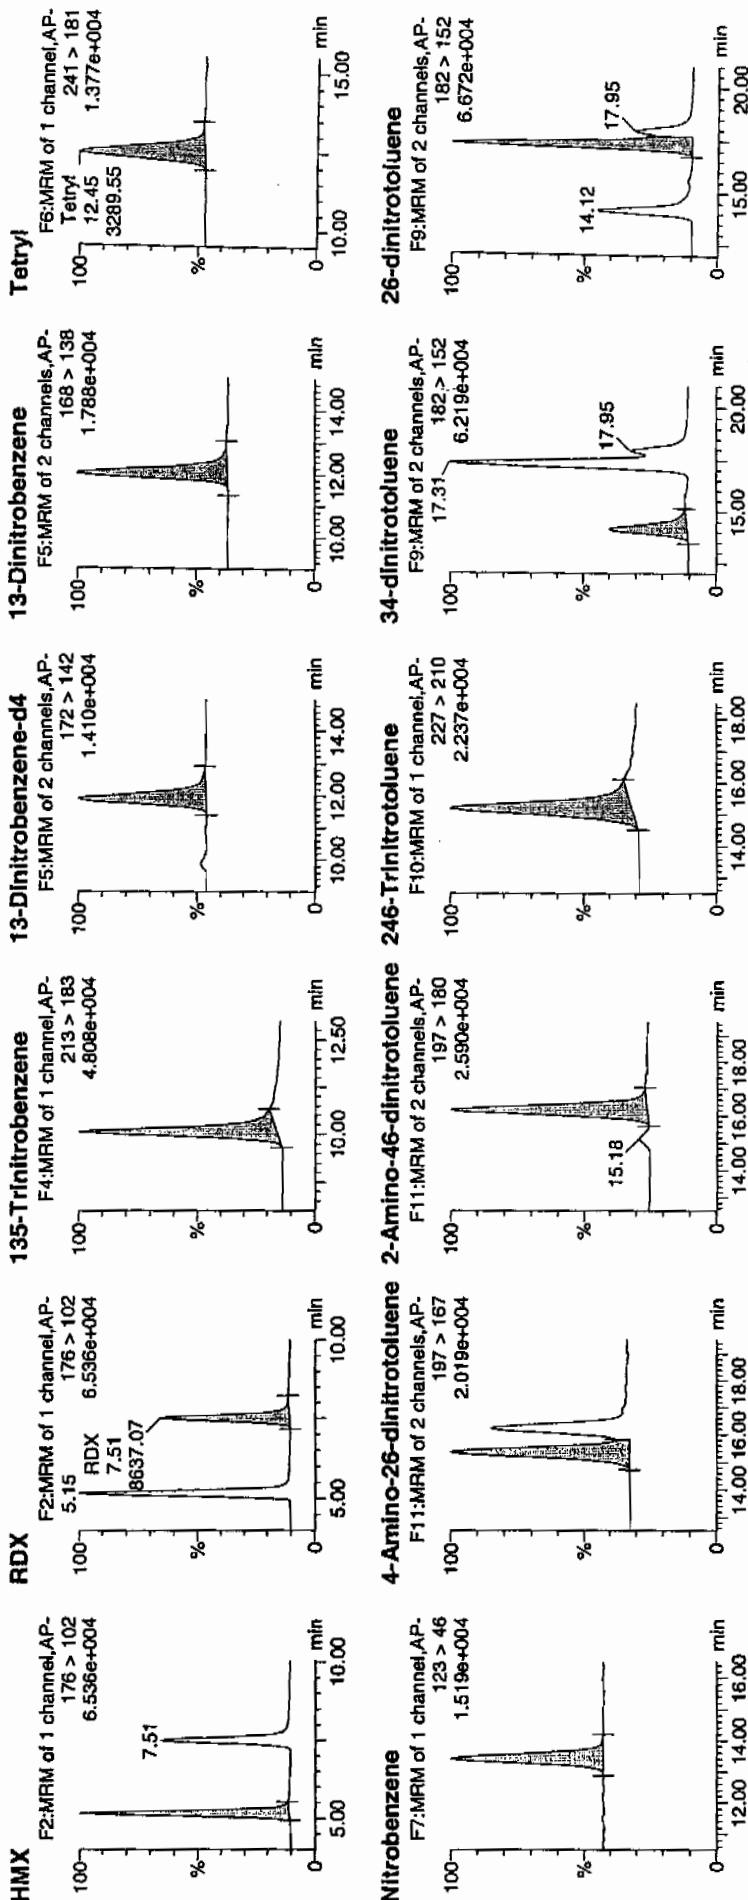 HMX
F2:MRM of 1 channel,AP-
176 > 102
6.536e+004
100
7.51
%
0
5.00 10.00 min
RDX
F2:MRM of 1 channel,AP-
5.15 176 > 102
RDX 6.536e+004
7.51
8637.07
100
%
0
5.00 10.00 min
135-Trinitrobenzene
F4:MRM of 1 channel,AP-
213 > 183
4.808e+004
100
%
0
10.00 12.50 min
13-Dinitrobenzene-d4
F5:MRM of 2 channels,AP-
172 > 142
1.410e+004
100
%
0
10.00 12.00 14.00 min
13-Dinitrobenzene
F5:MRM of 2 channels,AP-
168 > 138
1.788e+004
100
%
0
10.00 12.00 14.00 min
Tetryl
F6:MRM of 1 channel,AP-
Tetryl 241 > 181
12.45 1.377e+004
3289.55
100
%
0
10.00 15.00 min
Nitrobenzene
F7:MRM of 1 channel,AP-
123 > 46
1.519e+004
100
%
0
12.00 14.00 16.00 min
4-Amino-26-dinitrotoluene
F11:MRM of 2 channels,AP-
197 > 167
2.019e+004
100
%
0
14.00 16.00 18.00 min
2-Amino-46-dinitrotoluene
F11:MRM of 2 channels,AP-
197 > 180
2.590e+004
100
%
15.18
0
14.00 16.00 18.00 min
246-Trinitrotoluene
F10:MRM of 1 channel,AP-
227 > 210
2.237e+004
100
%
0
14.00 16.00 18.00 min
34-dinitrotoluene
F9:MRM of 2 channels,AP-
17.31 182 > 152
6.219e+004
100
17.95
%
0
15.00 20.00 min
26-dinitrotoluene
F9:MRM of 2 channels,AP-
182 > 152
6.672e+004
100
17.95
14.12
%
0
15.00 20.00 min